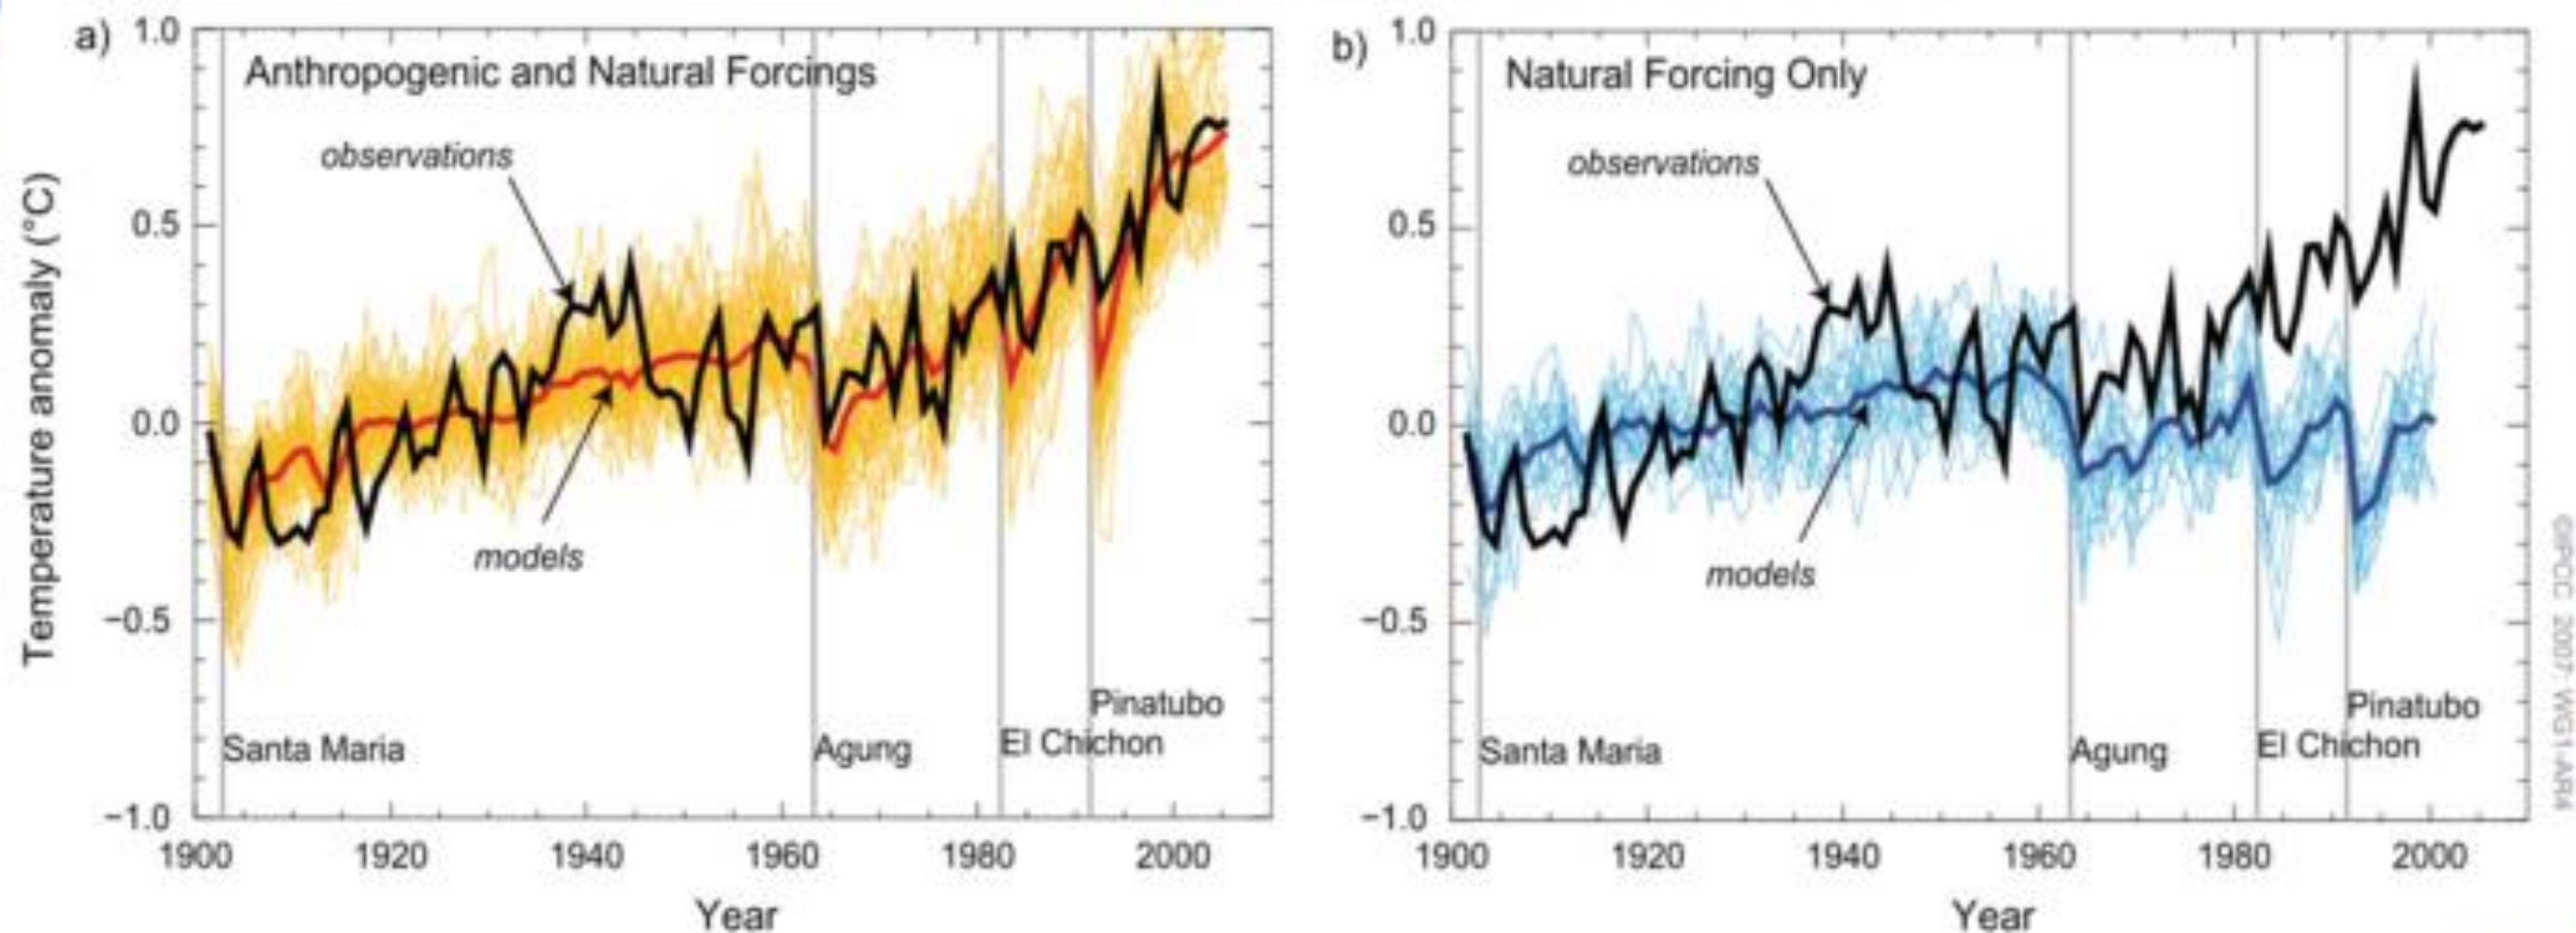 a)
Anthropogenic and Natural Forcings
observations
models
Temperature anomaly (°C)
1.0
0.5
0.0
−0.5
−1.0
Santa Maria
Agung
El Chichon
Pinatubo
1900 1920 1940 1960 1980 2000
Year
b)
Natural Forcing Only
observations
models
1.0
0.5
0.0
−0.5
−1.0
Santa Maria
Agung
El Chichon
Pinatubo
1900 1920 1940 1960 1980 2000
Year
©IPCC 2007: WG1-AR4